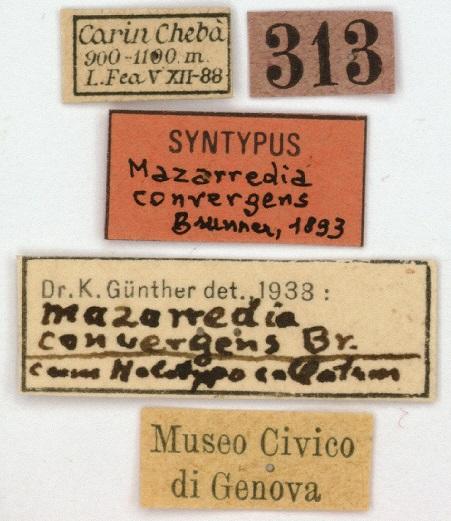 Carin Chebà
900-1100.m.
L.Fea V XII-88
313
SYNTYPUS
Mazarredia
convergens
Brunner, 1893
Dr. K. Günther det., 1938 :
Mazarredia
convergens Br.
cum Holotypo collatum
Museo Civico
di Genova